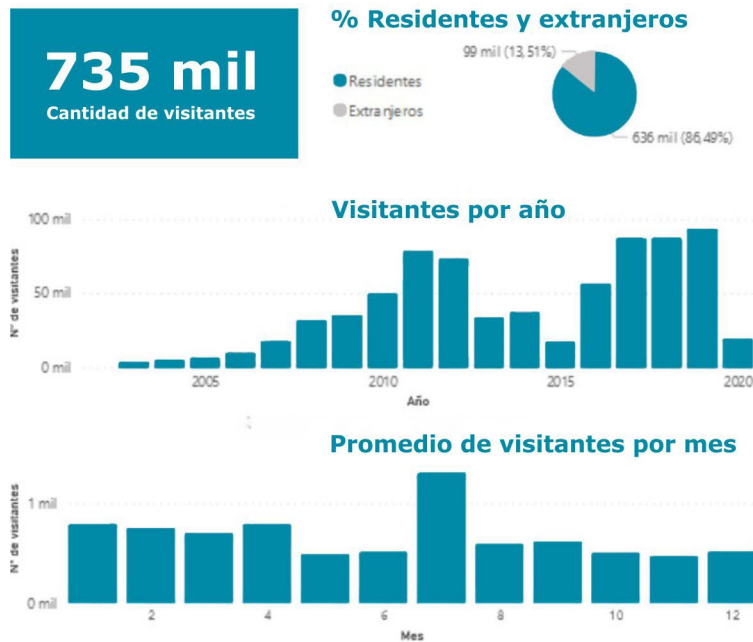 735 mil
Cantidad de visitantes
% Residentes y extranjeros
Residentes
Extranjeros
99 mil (13,51%)
636 mil (86,49%)
Visitantes por año
100 mil
50 mil
0 mil
N° de visitantes
2005
2010
2015
2020
Año
Promedio de visitantes por mes
1 mil
0 mil
N° de visitantes
2
4
6
8
10
12
Mes